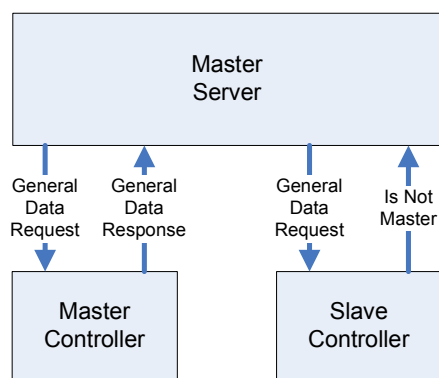 Master
Server
General
Data
Request
General
Data
Response
General
Data
Request
Is Not
Master
Master
Controller
Slave
Controller